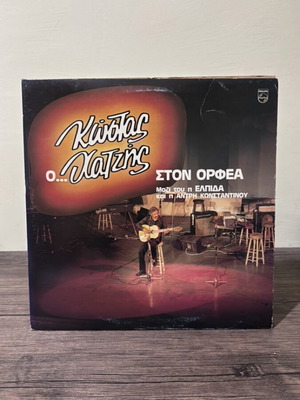 Κώστας
Ο... Χατζής
ΣΤΟΝ ΟΡΦΕΑ
Μαζί του η ΕΛΠΙΔΑ
και η ΑΝΤΡΗ ΚΩΝΣΤΑΝΤΙΝΟΥ